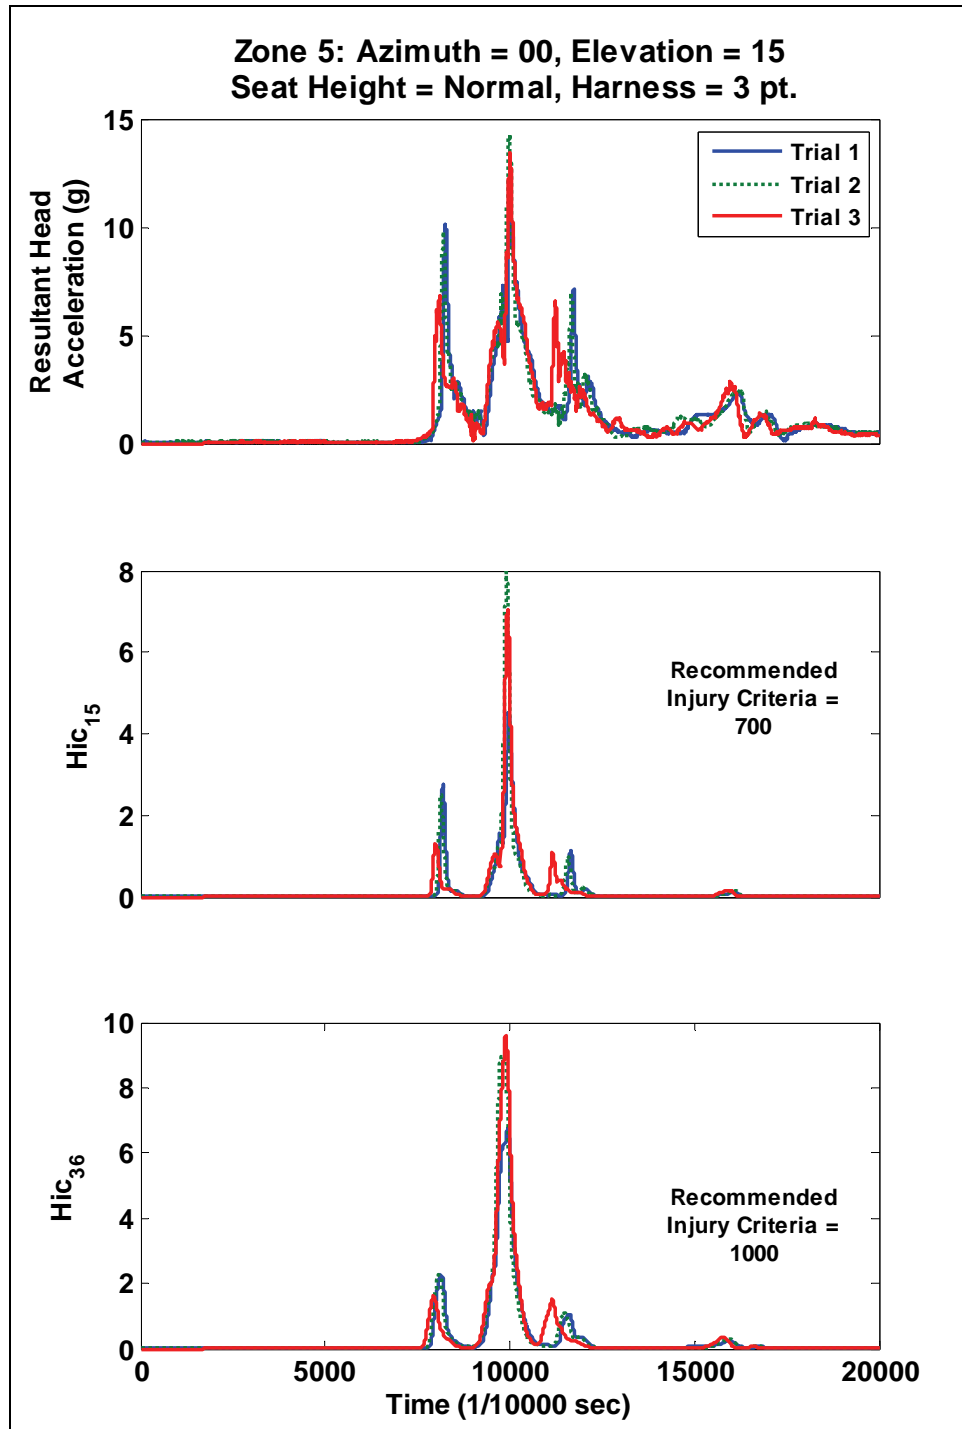 Zone 5: Azimuth = 00, Elevation = 15
Seat Height = Normal, Harness = 3 pt.
Resultant Head
Acceleration (g)
15
10
5
0
Trial 1
Trial 2
Trial 3
Hic15
8
6
4
2
0
Recommended
Injury Criteria =
700
Hic36
10
8
6
4
2
0
Recommended
Injury Criteria =
1000
0 5000 10000 15000 20000
Time (1/10000 sec)